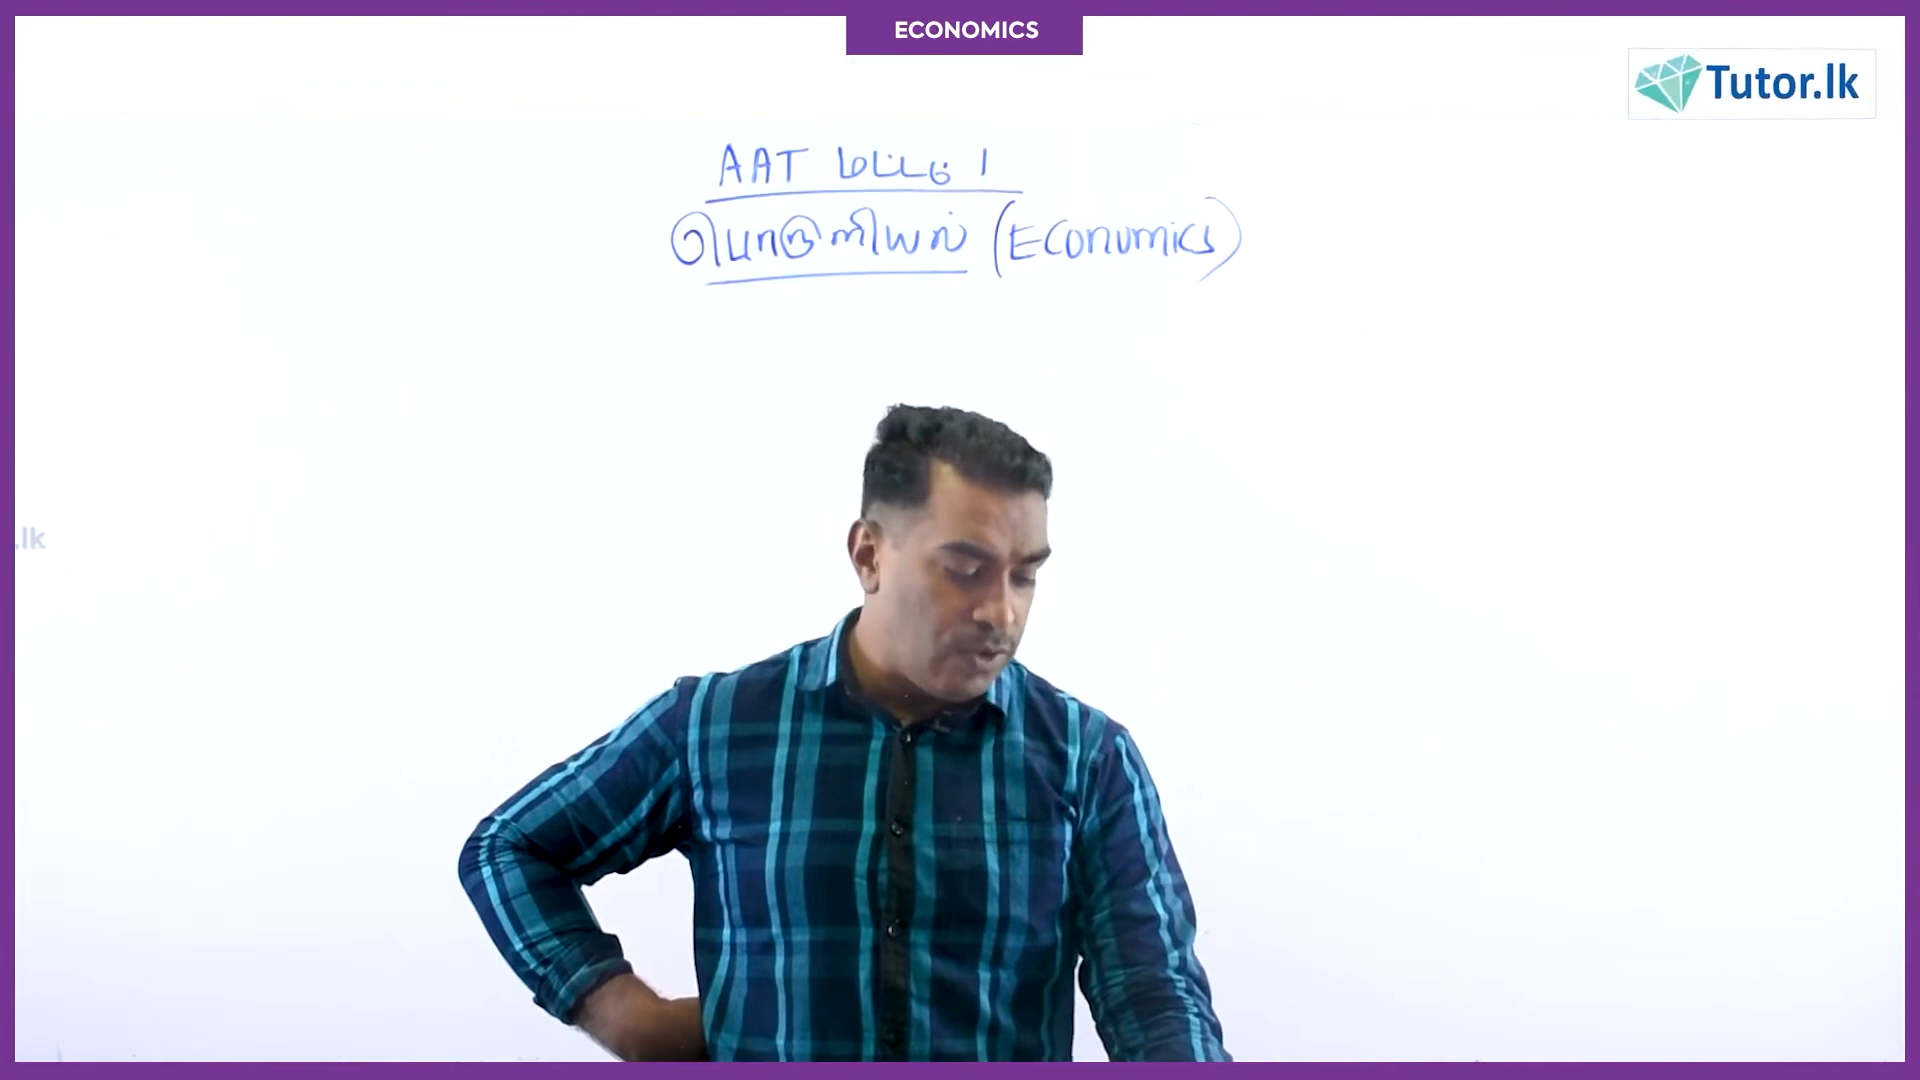 ECONOMICS
Tutor.lk
AAT மட்டம் 1
பொருளியல் (Economics)
.lk